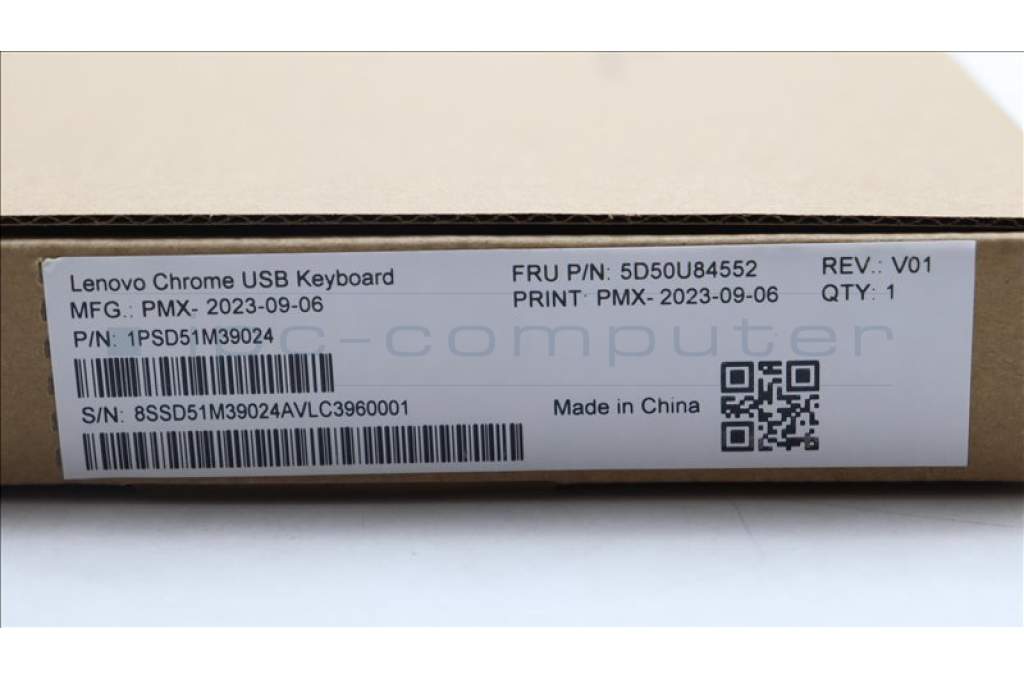 Lenovo Chrome USB Keyboard
FRU P/N: 5D50U84552
REV.: V01
MFG.: PMX- 2023-09-06
PRINT: PMX- 2023-09-06
QTY: 1
P/N: 1PSD51M39024
S/N: 8SSD51M39024AVLC3960001
Made in China